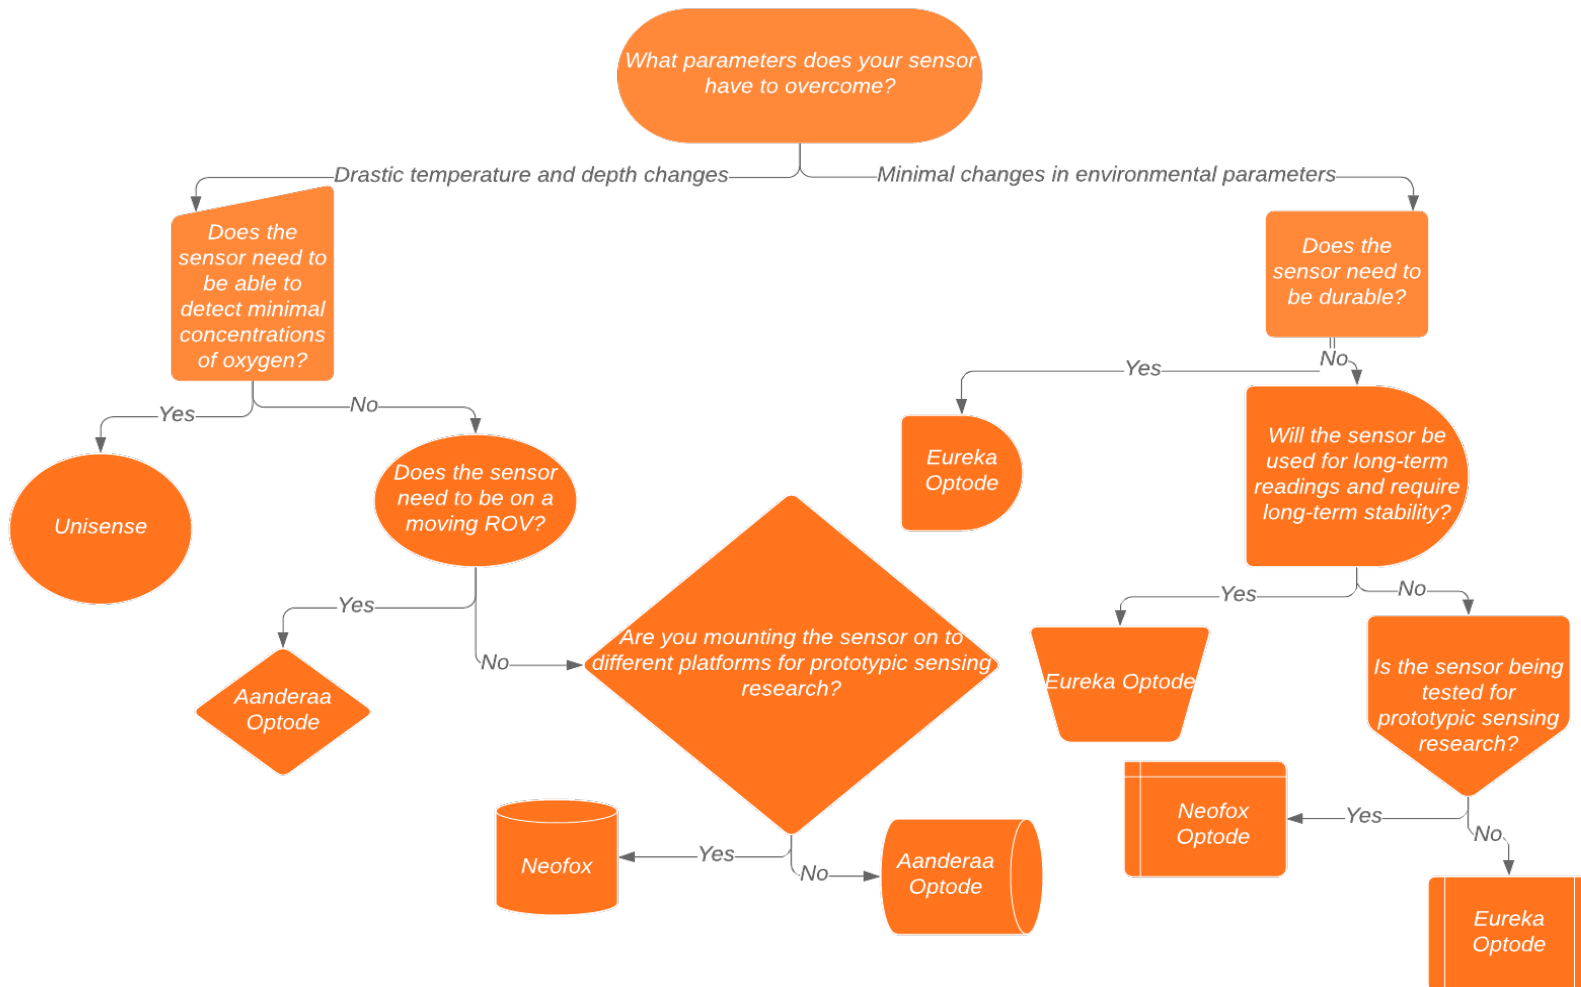 What parameters does your sensor
have to overcome?
Drastic temperature and depth changes
Minimal changes in environmental parameters
Does the
sensor need to
be able to
detect minimal
concentrations
of oxygen?
Does the
sensor need to
be durable?
Yes
No
Yes
No
Unisense
Does the sensor
need to be on a
moving ROV?
Eureka
Optode
Will the sensor be
used for long-term
readings and require
long-term stability?
Yes
No
Yes
No
Aanderaa
Optode
Are you mounting the sensor on to
different platforms for prototypic sensing
research?
Eureka Optode
Is the sensor being
tested for
prototypic sensing
research?
Yes
No
Yes
No
Neofox
Aanderaa
Optode
Neofox
Optode
Eureka
Optode